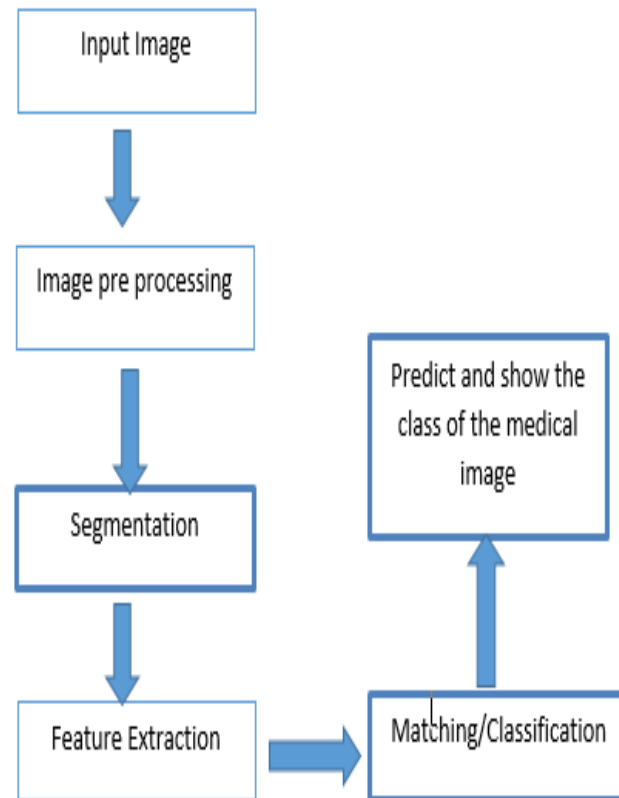 Input Image
Image pre processing
Segmentation
Feature Extraction
Matching/Classification
Predict and show the
class of the medical
image